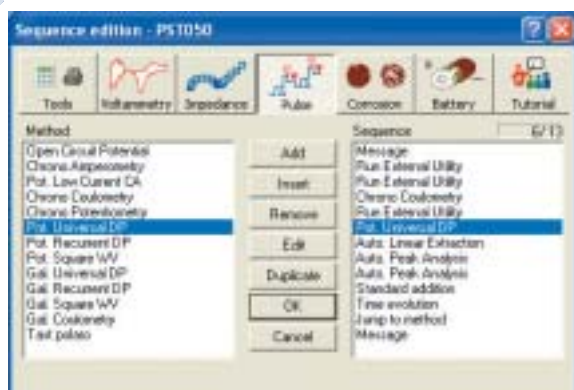 Sequence edition - PST050
Tools
Voltammetry
Impedance
Pulse
Corrosion
Battery
Tutorial
Method
Sequence
6/13
Open Circuit Potential
Chrono Amperometry
Pot. Low Current CA
Chrono Coulometry
Chrono Potentiometry
Pot. Universal DP
Pot. Recurrent DP
Pot. Square WV
Gal. Universal DP
Gal. Recurrent DP
Gal. Square WV
Gal. Coulometry
Tast polaro
Add
Insert
Remove
Edit
Duplicate
OK
Cancel
Message
Run External Utility
Run External Utility
Chrono Coulometry
Run External Utility
Pot. Universal DP
Auto. Linear Extraction
Auto. Peak Analysis
Auto. Peak Analysis
Standard addition
Time evolution
Jump to method
Message